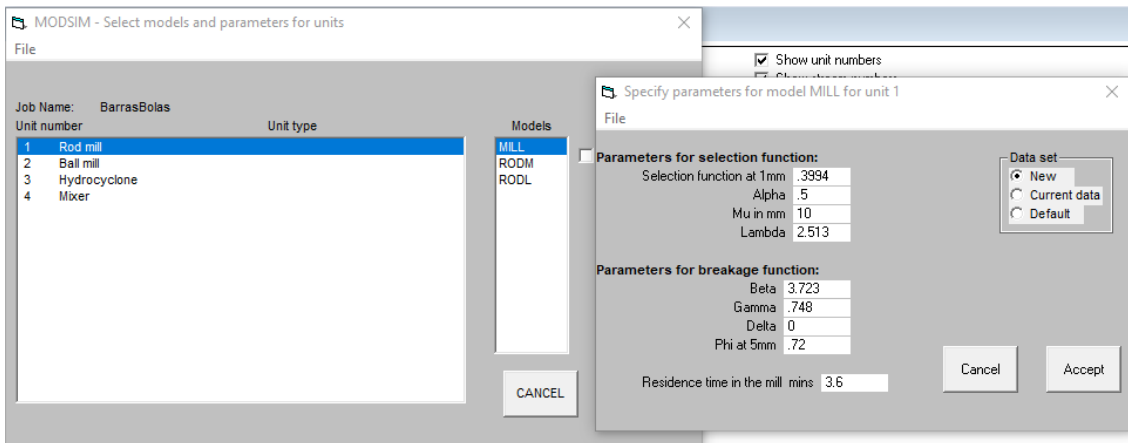 MODSIM - Select models and parameters for units
File
Job Name: BarrasBolas
Unit number Unit type Models
1 Rod mill
2 Ball mill
3 Hydrocyclone
4 Mixer
MILL
RODM
RODL
CANCEL
Show unit numbers
Specify parameters for model MILL for unit 1
File
Parameters for selection function:
Selection function at 1mm .3994
Alpha .5
Mu in mm 10
Lambda 2.513
Data set
New
Current data
Default
Parameters for breakage function:
Beta 3.723
Gamma .748
Delta 0
Phi at 5mm .72
Residence time in the mill mins 3.6
Cancel
Accept